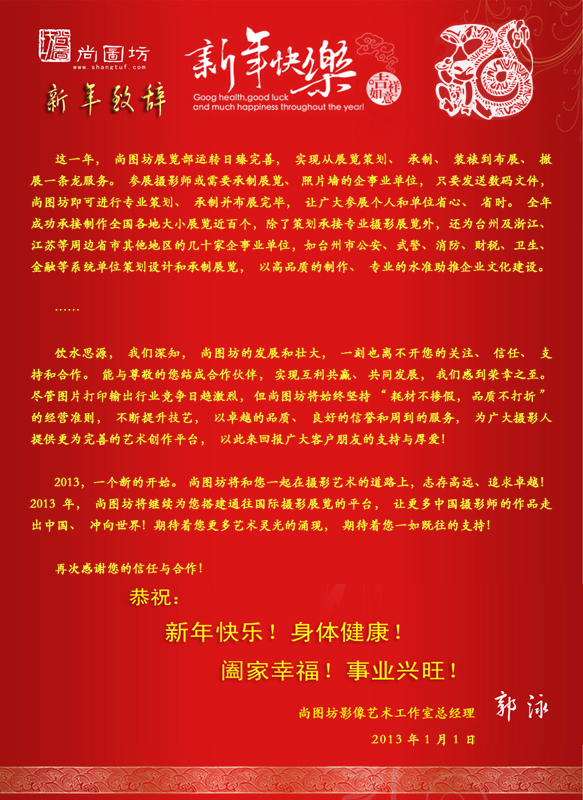 尚图坊
www.shangtuf.com
新年快樂
吉祥
如意
Goog health,good luck
and much happiness throughout the year!
新年致辞
这一年， 尚图坊展览部运转日臻完善， 实现从展览策划、 承制、 装裱到布展、 撤
展一条龙服务。 参展摄影师或需要承制展览、 照片墙的企事业单位， 只要发送数码文件，
尚图坊即可进行专业策划、 承制并布展完毕， 让广大参展个人和单位省心、 省时。 全年
成功承接制作全国各地大小展览近百个，除了策划承接专业摄影展览外，还为台州及浙江、
江苏等周边省市其他地区的几十家企事业单位，如台州市公安、武警、消防、财税、卫生、
金融等系统单位策划设计和承制展览， 以高品质的制作、 专业的水准助推企业文化建设。
……
饮水思源， 我们深知， 尚图坊的发展和壮大， 一刻也离不开您的关注、 信任、 支
持和合作。 能与尊敬的您站成合作伙伴，实现互利共赢、 共同发展，我们感到荣幸之至。
尽管图片打印输出行业竞争日趋激烈，但尚图坊将始终坚持 “耗材不掺假，品质不打折”
的经营准则， 不断提升技艺， 以卓越的品质、 良好的信誉和周到的服务， 为广大摄影人
提供更为完善的艺术创作平台， 以此来回报广大客户朋友的支持与厚爱！
2013，一个新的开始。 尚图坊将和您一起在摄影艺术的道路上，志存高远、追求卓越！
2013 年， 尚图坊将继续为您搭建通往国际摄影展览的平台， 让更多中国摄影师的作品走
出中国、 冲向世界！期待着您更多艺术灵光的涌现， 期待着您一如既往的支持！
再次感谢您的信任与合作！
恭祝：
新年快乐！ 身体健康！
阖家幸福！ 事业兴旺！
尚图坊影像艺术工作室总经理 郭泳
2013 年 1 月 1 日